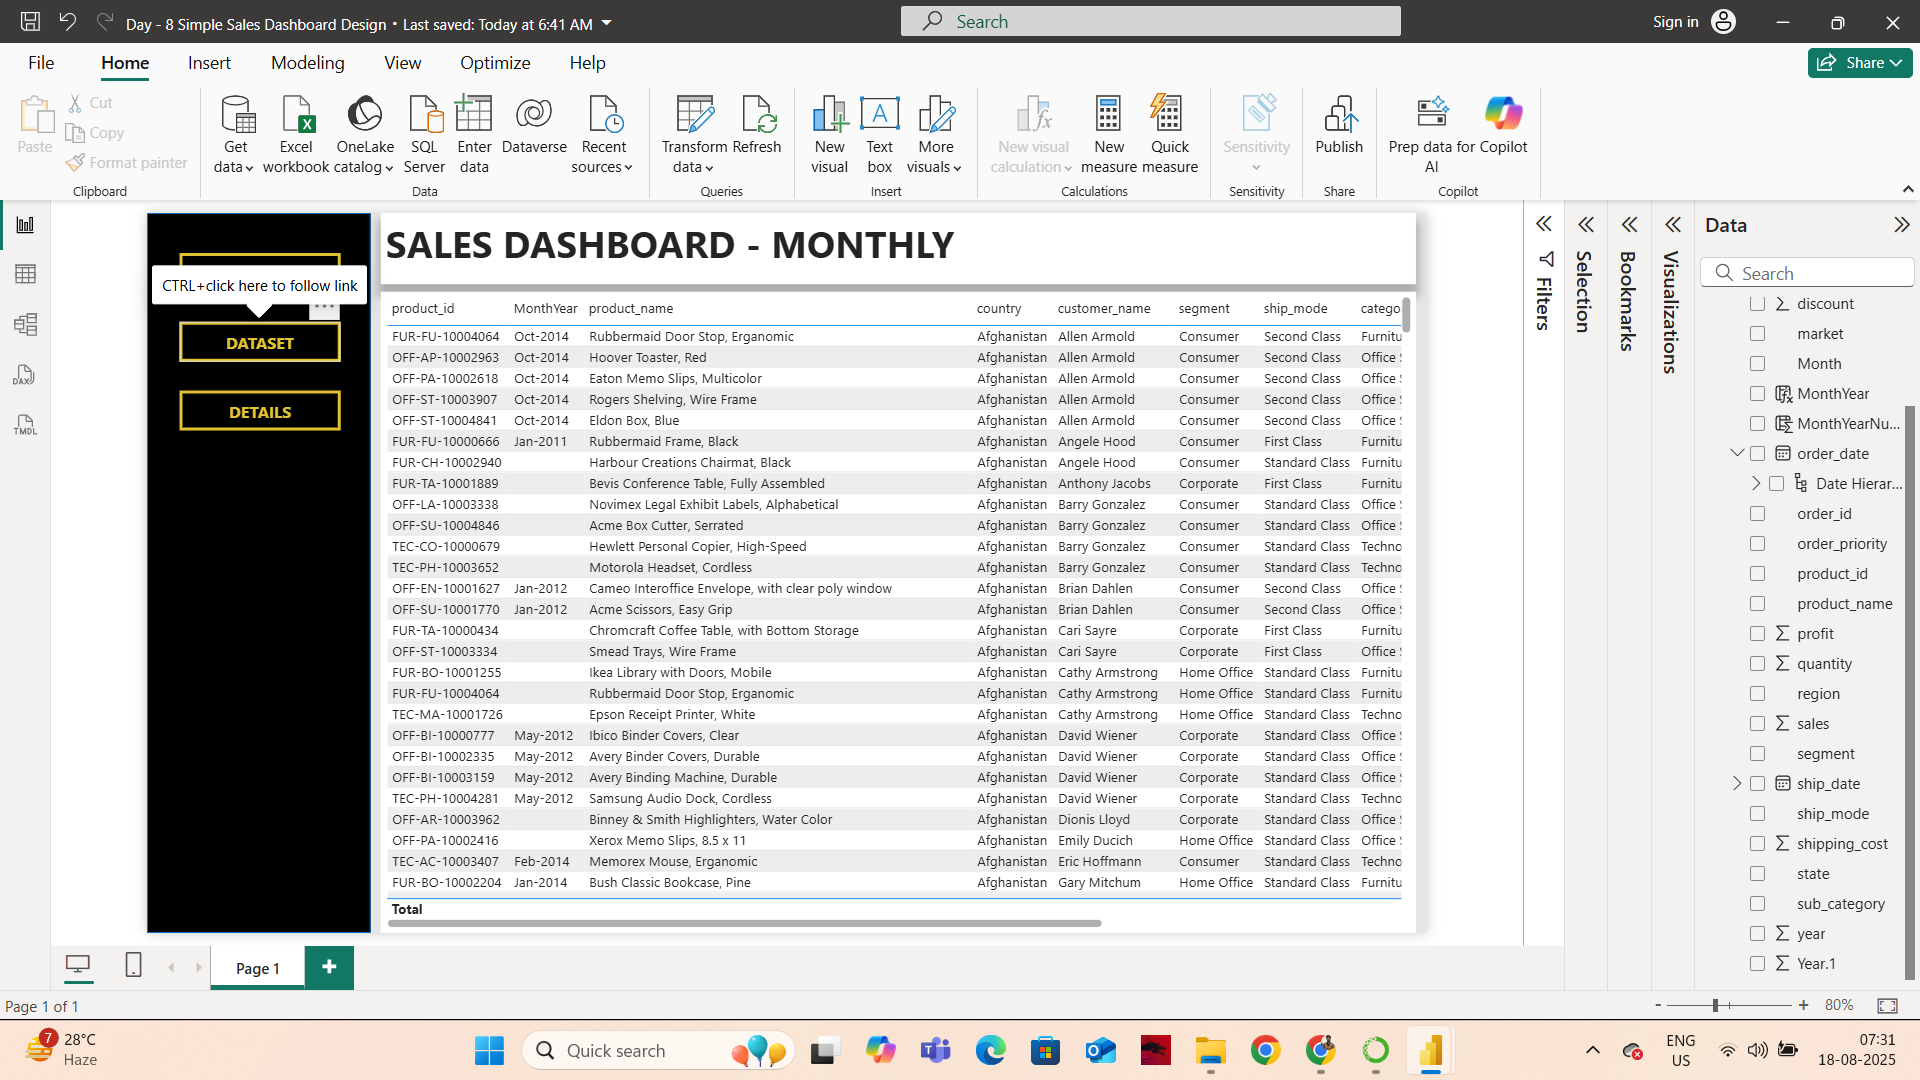 Day - 8 Simple Sales Dashboard Design • Last saved: Today at 6:41 AM
Search
Sign in
File Home Insert Modeling View Optimize Help
Share
Paste
Cut
Copy
Format painter
Clipboard
Get data
Excel workbook
OneLake catalog
SQL Server
Enter data
Dataverse
Recent sources
Data
Transform data
Refresh
Queries
New visual
Text box
More visuals
Insert
New visual calculation
New measure
Quick measure
Calculations
Sensitivity
Sensitivity
Publish
Share
Prep data for AI
Copilot
Copilot
CTRL+click here to follow link
DATASET
DETAILS
SALES DASHBOARD - MONTHLY
product_id MonthYear product_name country customer_name segment ship_mode catego
FUR-FU-10004064 Oct-2014 Rubbermaid Door Stop, Erganomic Afghanistan Allen Armold Consumer Second Class Furnitu
OFF-AP-10002963 Oct-2014 Hoover Toaster, Red Afghanistan Allen Armold Consumer Second Class Office
OFF-PA-10002618 Oct-2014 Eaton Memo Slips, Multicolor Afghanistan Allen Armold Consumer Second Class Office
OFF-ST-10003907 Oct-2014 Rogers Shelving, Wire Frame Afghanistan Allen Armold Consumer Second Class Office
OFF-ST-10004841 Oct-2014 Eldon Box, Blue Afghanistan Allen Armold Consumer Second Class Office
FUR-FU-10000666 Jan-2011 Rubbermaid Frame, Black Afghanistan Angele Hood Consumer First Class Furnitu
FUR-CH-10002940 Harbour Creations Chairmat, Black Afghanistan Angele Hood Consumer Standard Class Furnitu
FUR-TA-10001889 Bevis Conference Table, Fully Assembled Afghanistan Anthony Jacobs Corporate First Class Furnitu
OFF-LA-10003338 Novimex Legal Exhibit Labels, Alphabetical Afghanistan Barry Gonzalez Consumer Standard Class Office
OFF-SU-10004846 Acme Box Cutter, Serrated Afghanistan Barry Gonzalez Consumer Standard Class Office
TEC-CO-10000679 Hewlett Personal Copier, High-Speed Afghanistan Barry Gonzalez Consumer Standard Class Techno
TEC-PH-10003652 Motorola Headset, Cordless Afghanistan Barry Gonzalez Consumer Standard Class Techno
OFF-EN-10001627 Jan-2012 Cameo Interoffice Envelope, with clear poly window Afghanistan Brian Dahlen Consumer Second Class Office
OFF-SU-10001770 Jan-2012 Acme Scissors, Easy Grip Afghanistan Brian Dahlen Consumer Second Class Office
FUR-TA-10000434 Chromcraft Coffee Table, with Bottom Storage Afghanistan Cari Sayre Corporate First Class Furnitu
OFF-ST-10003334 Smead Trays, Wire Frame Afghanistan Cari Sayre Corporate First Class Office
FUR-BO-10001255 Ikea Library with Doors, Mobile Afghanistan Cathy Armstrong Home Office Standard Class Furnitu
FUR-FU-10004064 Rubbermaid Door Stop, Erganomic Afghanistan Cathy Armstrong Home Office Standard Class Furnitu
TEC-MA-10001726 Epson Receipt Printer, White Afghanistan Cathy Armstrong Home Office Standard Class Techno
OFF-BI-10000777 May-2012 Ibico Binder Covers, Clear Afghanistan David Wiener Corporate Standard Class Office
OFF-BI-10002335 May-2012 Avery Binder Covers, Durable Afghanistan David Wiener Corporate Standard Class Office
OFF-BI-10003159 May-2012 Avery Binding Machine, Durable Afghanistan David Wiener Corporate Standard Class Office
TEC-PH-10004281 May-2012 Samsung Audio Dock, Cordless Afghanistan David Wiener Corporate Standard Class Techno
OFF-AR-10003962 Binney & Smith Highlighters, Water Color Afghanistan Dionis Lloyd Corporate Standard Class Office
OFF-PA-10002416 Xerox Memo Slips, 8.5 x 11 Afghanistan Emily Ducich Home Office Standard Class Office
TEC-AC-10003407 Feb-2014 Memorex Mouse, Erganomic Afghanistan Eric Hoffmann Consumer Standard Class Techno
FUR-BO-10002204 Jan-2014 Bush Classic Bookcase, Pine Afghanistan Gary Mitchum Home Office Standard Class Furnitu
Total
Filters
Selection
Bookmarks
Visualizations
Data
Search
discount
market
Month
MonthYear
MonthYearNu...
order_date
Date Hierar...
order_id
order_priority
product_id
product_name
profit
quantity
region
sales
segment
ship_date
ship_mode
shipping_cost
state
sub_category
year
Year.1
DAX
TMDL
Page 1
Page 1 of 1
- + 80%
7
28°C
Haze
Quick search
ENG
US
07:31
18-08-2025